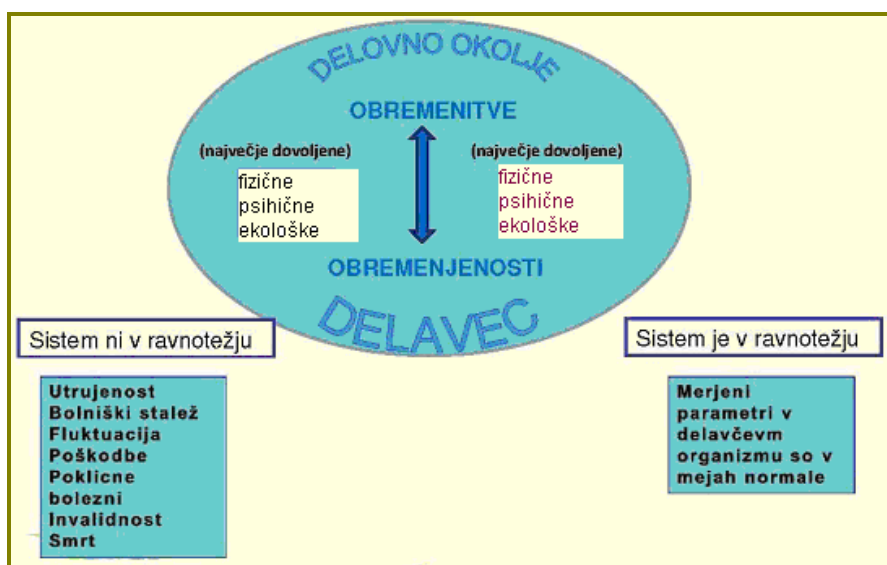 DELOVNO OKOLJE
OBREMENITVE
(največje dovoljene)
(največje dovoljene)
fizične
psihične
ekološke
fizične
psihične
ekološke
OBREMENJENOSTI
DELAVEC
Sistem ni v ravnotežju
Sistem je v ravnotežju
Utrujenost
Bolniški stalež
Fluktuacija
Poškodbe
Poklicne
bolezni
Invalidnost
Smrt
Merjeni
parametri v
delavčevm
organizmu so v
mejah normale